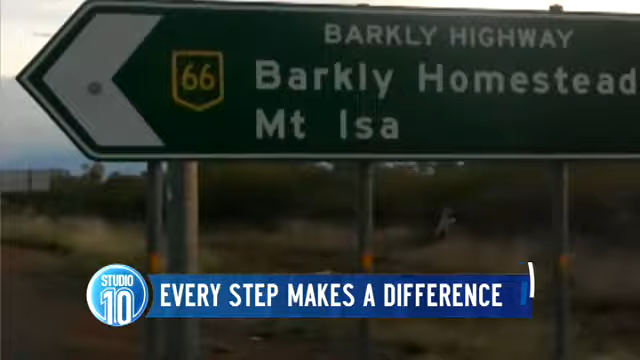 BARKLY HIGHWAY
66
Barkly Homestead
Mt Isa
STUDIO
10
EVERY STEP MAKES A DIFFERENCE